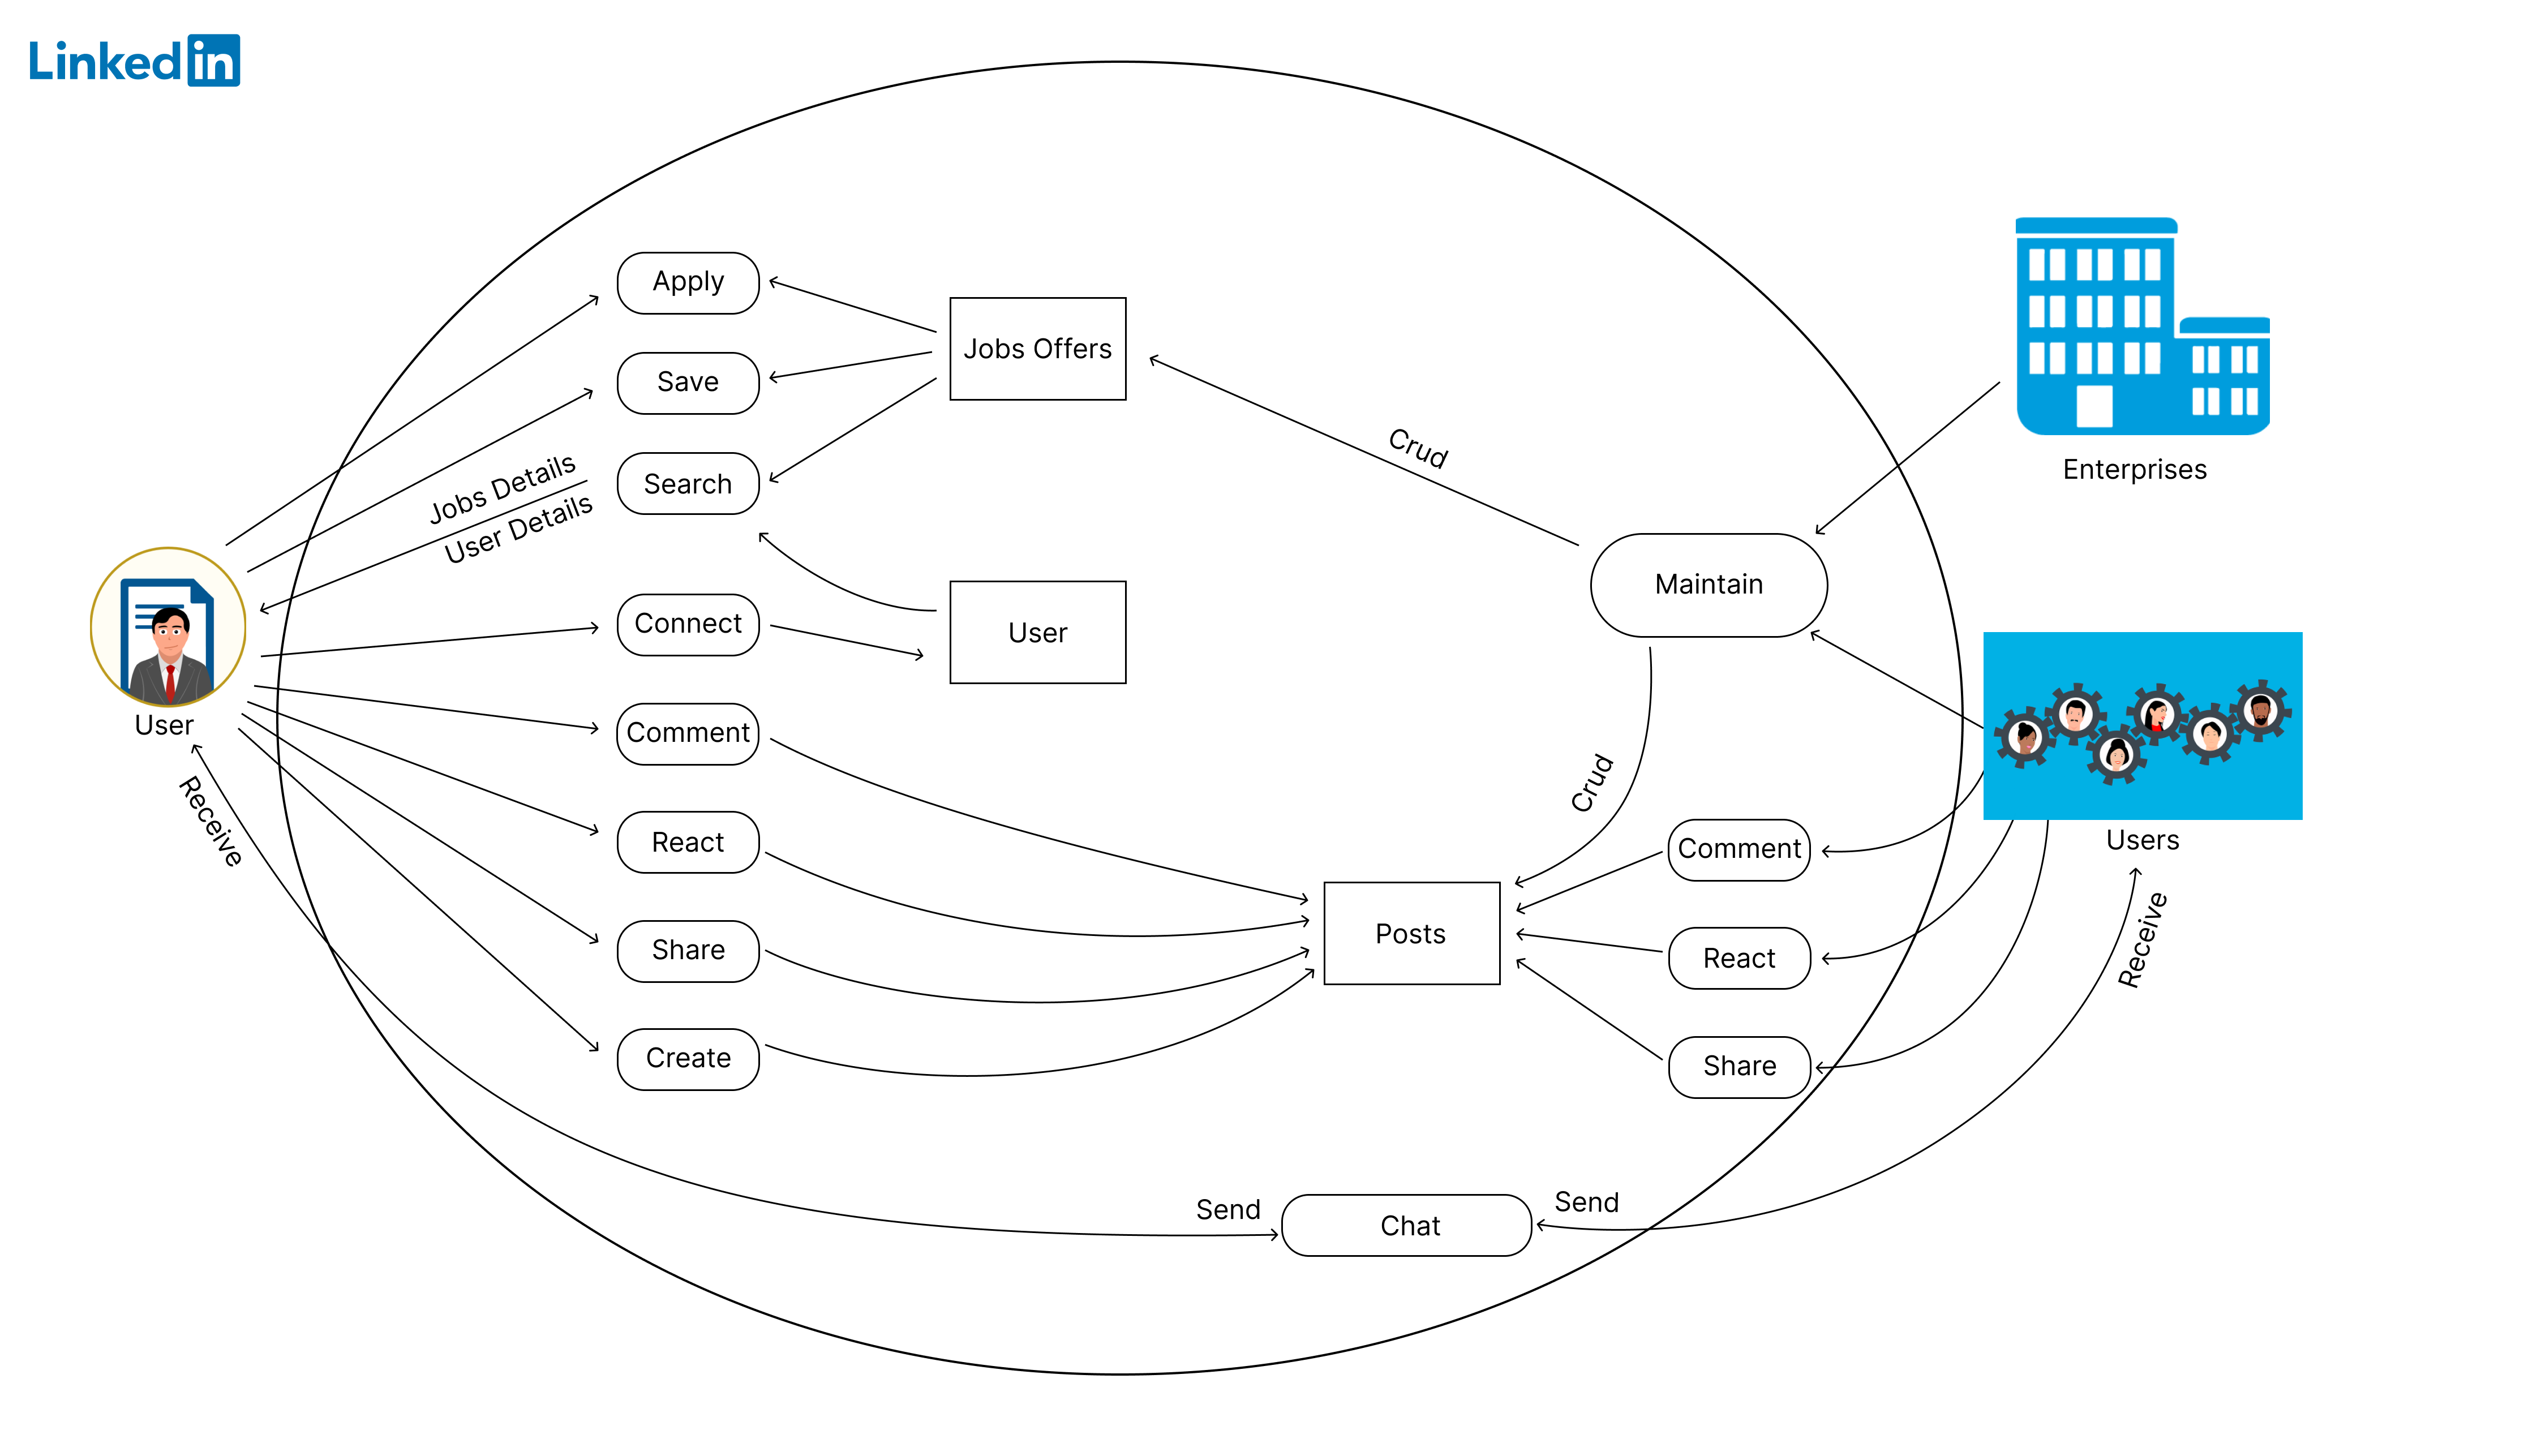 Linkedin
Apply
Jobs Offers
Save
Crud
Search
Jobs Details
User Details
Enterprises
Maintain
Connect
User
User
Comment
Crud
React
Comment
Users
Receive
Share
Posts
React
Receive
Create
Share
Send
Chat
Send